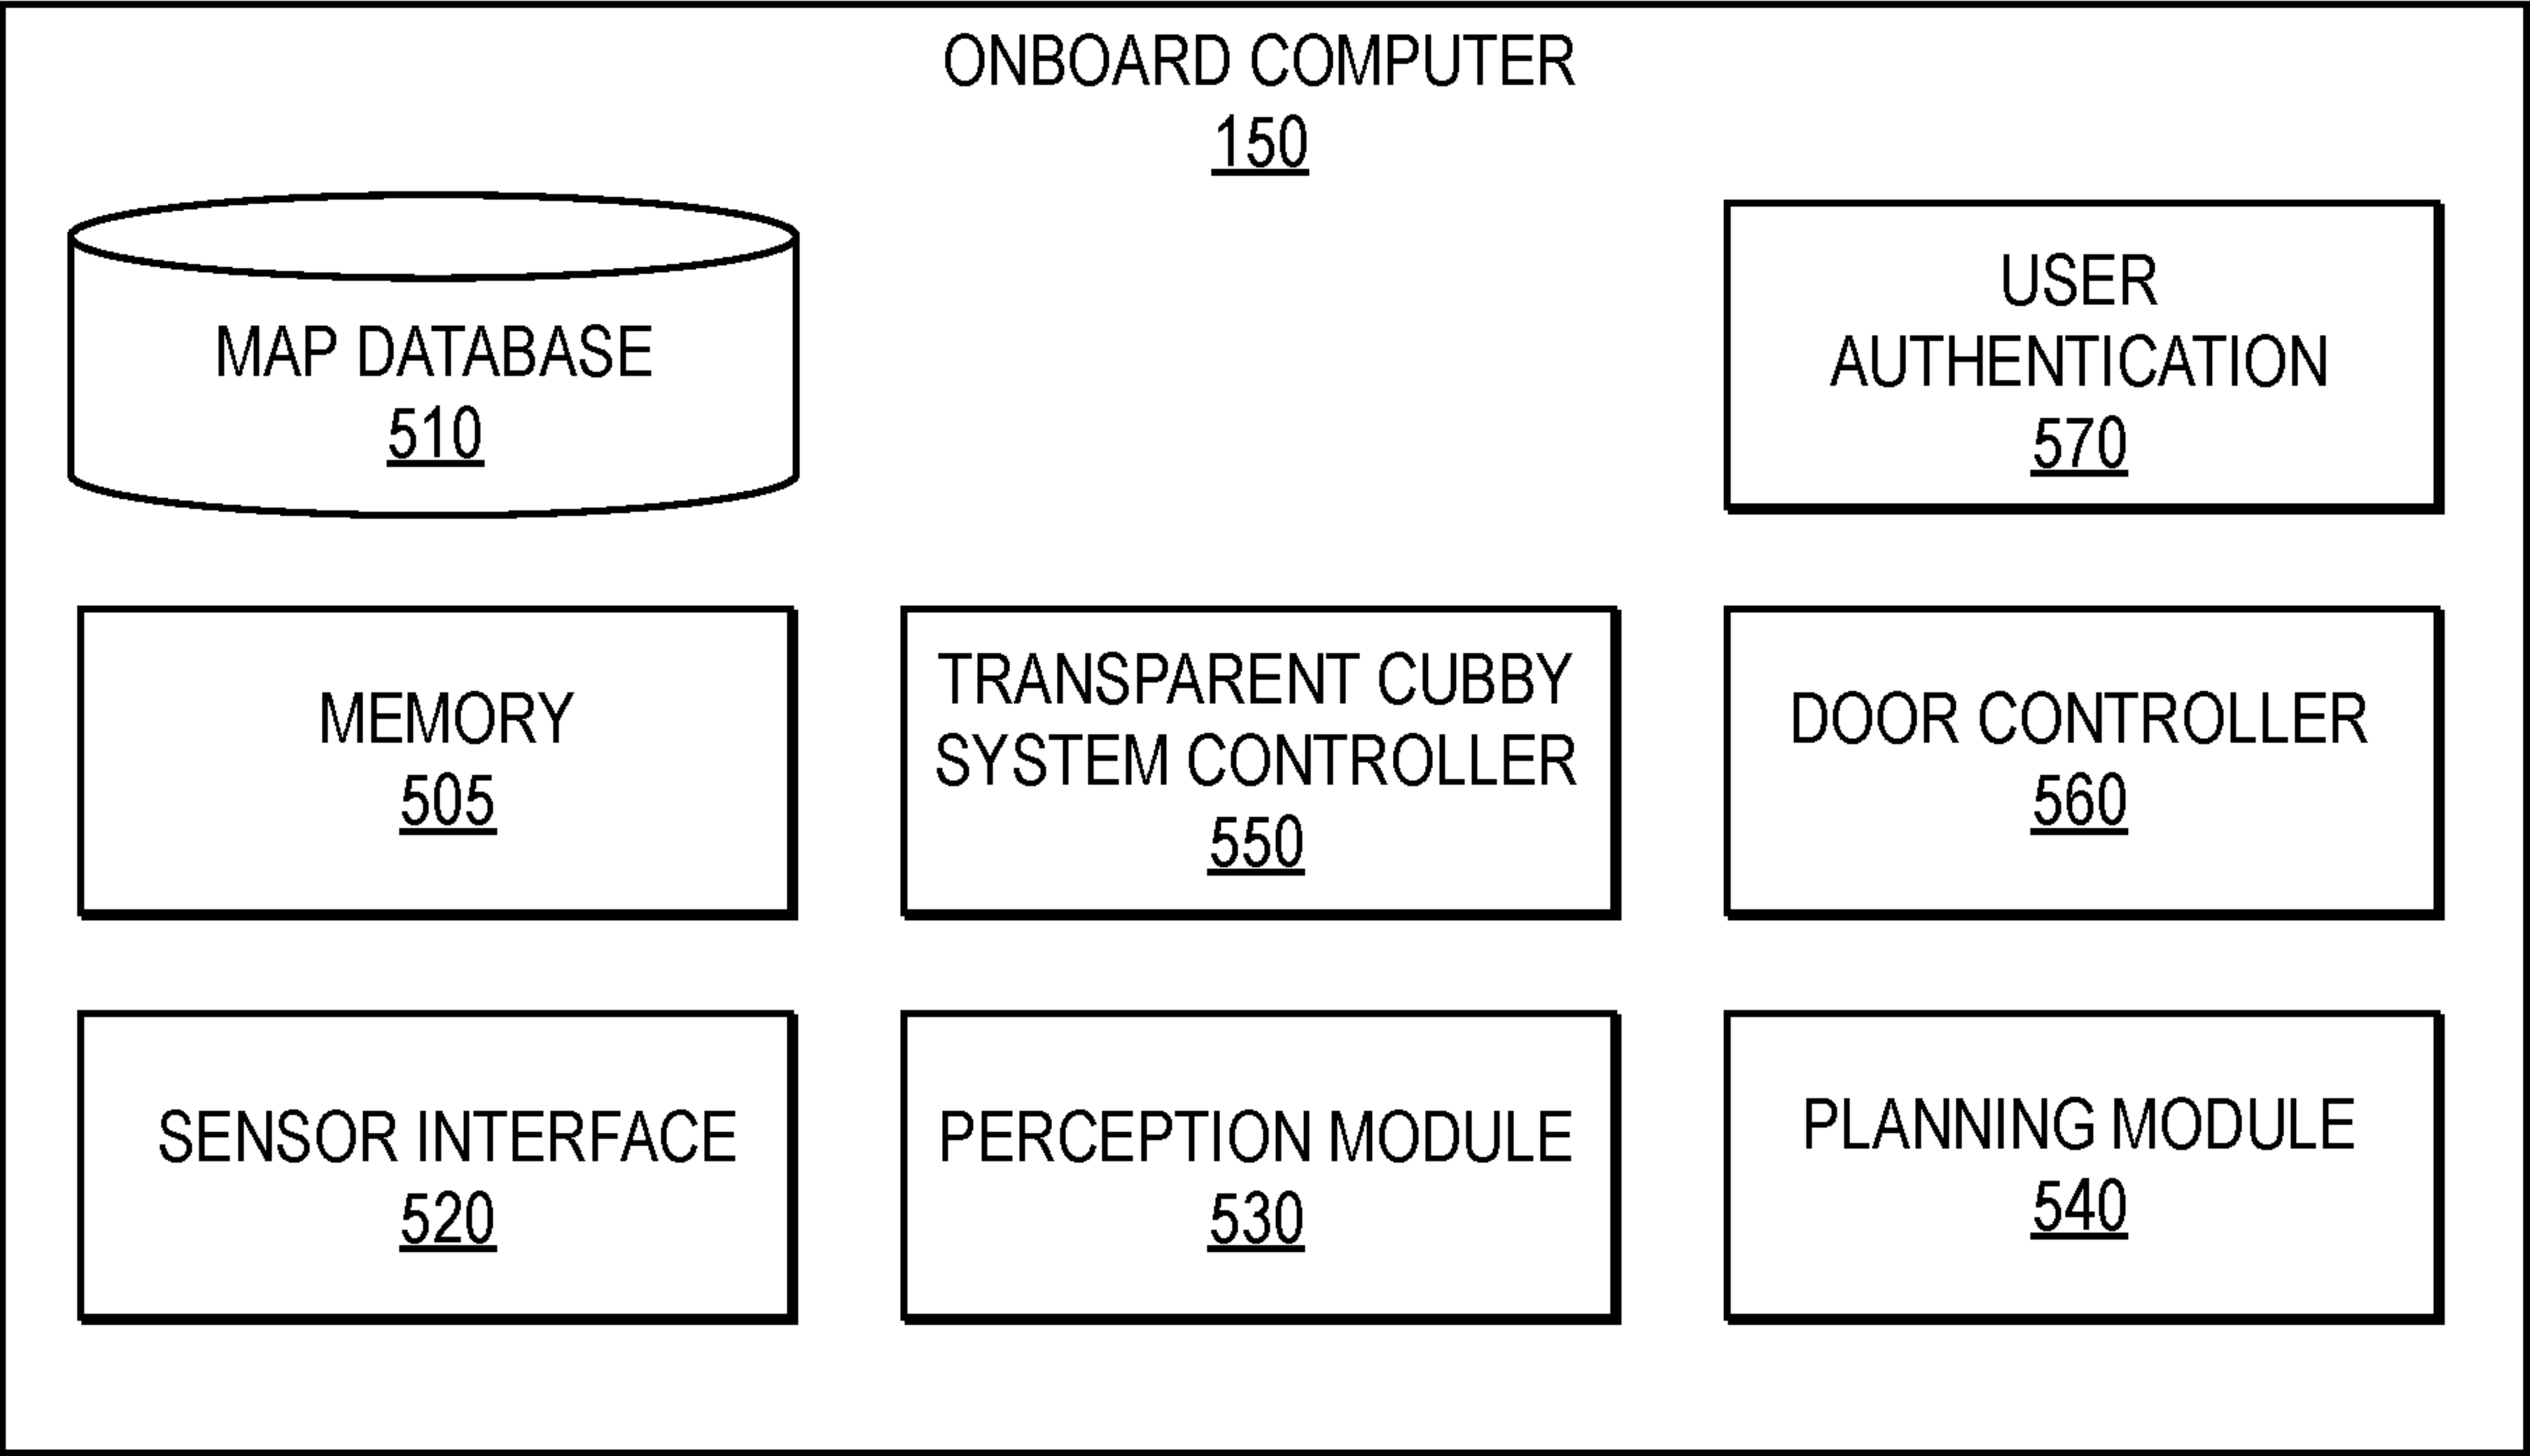 ONBOARD COMPUTER
150
MAP DATABASE
510
USER
AUTHENTICATION
570
MEMORY
505
TRANSPARENT CUBBY
SYSTEM CONTROLLER
550
DOOR CONTROLLER
560
SENSOR INTERFACE
520
PERCEPTION MODULE
530
PLANNING MODULE
540